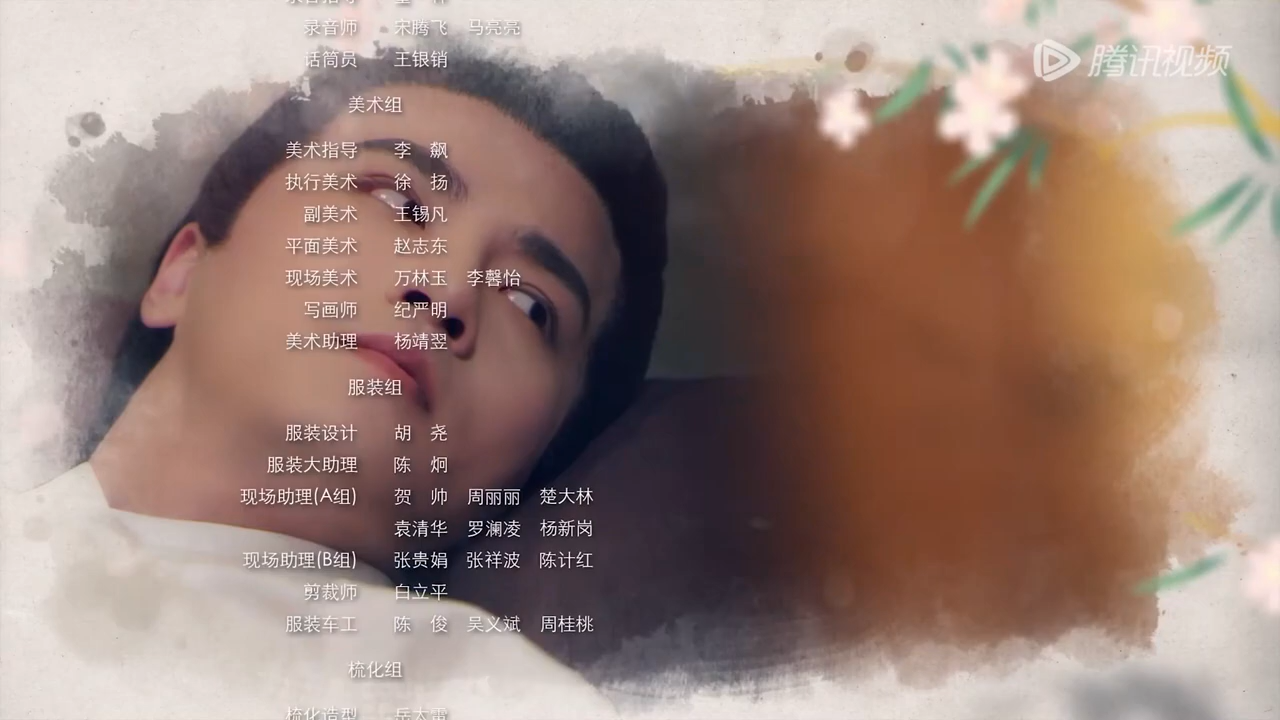 录音师 宋腾飞 马亮亮
话筒员 王银销
腾讯视频
美术组
美术指导 李 飙
执行美术 徐 扬
副美术 王锡凡
平面美术 赵志东
现场美术 万林玉 李馨怡
写画师 纪严明
美术助理 杨靖翌
服装组
服装设计 胡 尧
服装大助理 陈 炯
现场助理(A组) 贺 帅 周丽丽 楚大林
袁清华 罗澜凌 杨新岗
现场助理(B组) 张贵娟 张祥波 陈计红
剪裁师 白立平
服装车工 陈 俊 吴义斌 周桂桃
梳化组
梳化造型